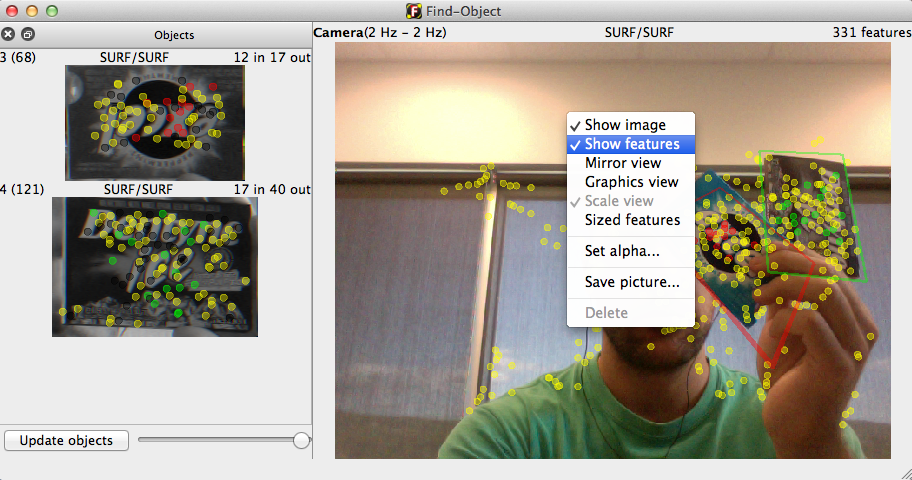 Find-Object
Objects
3 (68) SURF/SURF 12 in 17 out
4 (121) SURF/SURF 17 in 40 out
Update objects
Camera(2 Hz - 2 Hz) SURF/SURF 331 features
Show image
Show features
Mirror view
Graphics view
Scale view
Sized features
Set alpha...
Save picture...
Delete